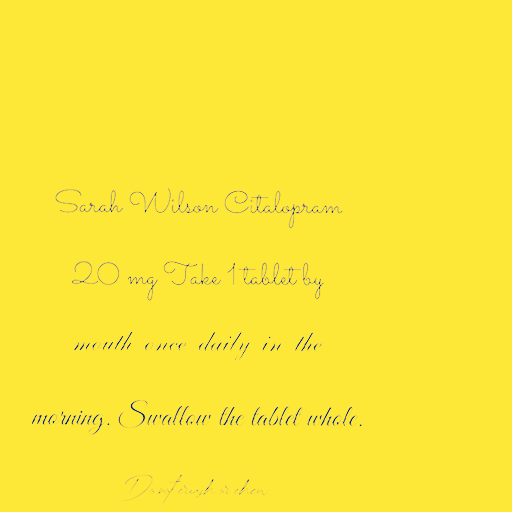 Sarah Wilson Citalopram
20 mg Take 1 tablet by
mouth once daily in the
morning. Swallow the tablet whole.